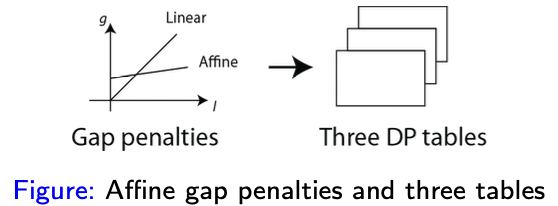 g
Linear
Affine
l
Gap penalties
Three DP tables
Figure: Affine gap penalties and three tables